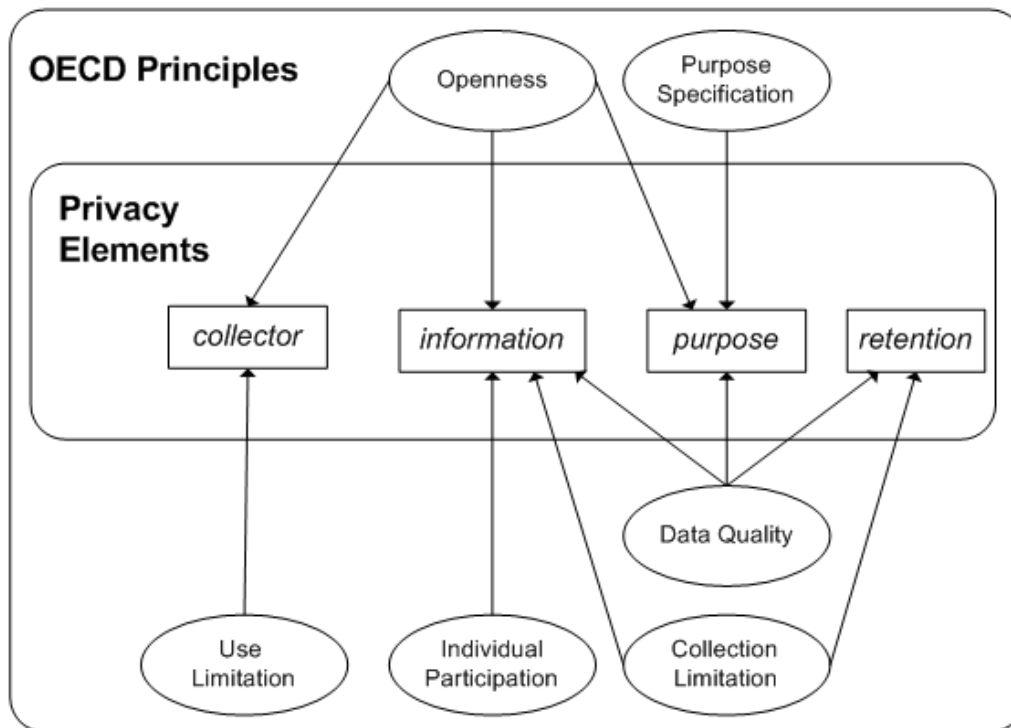 OECD Principles
Openness
Purpose
Specification
Privacy
Elements
collector
information
purpose
retention
Data Quality
Use
Limitation
Individual
Participation
Collection
Limitation